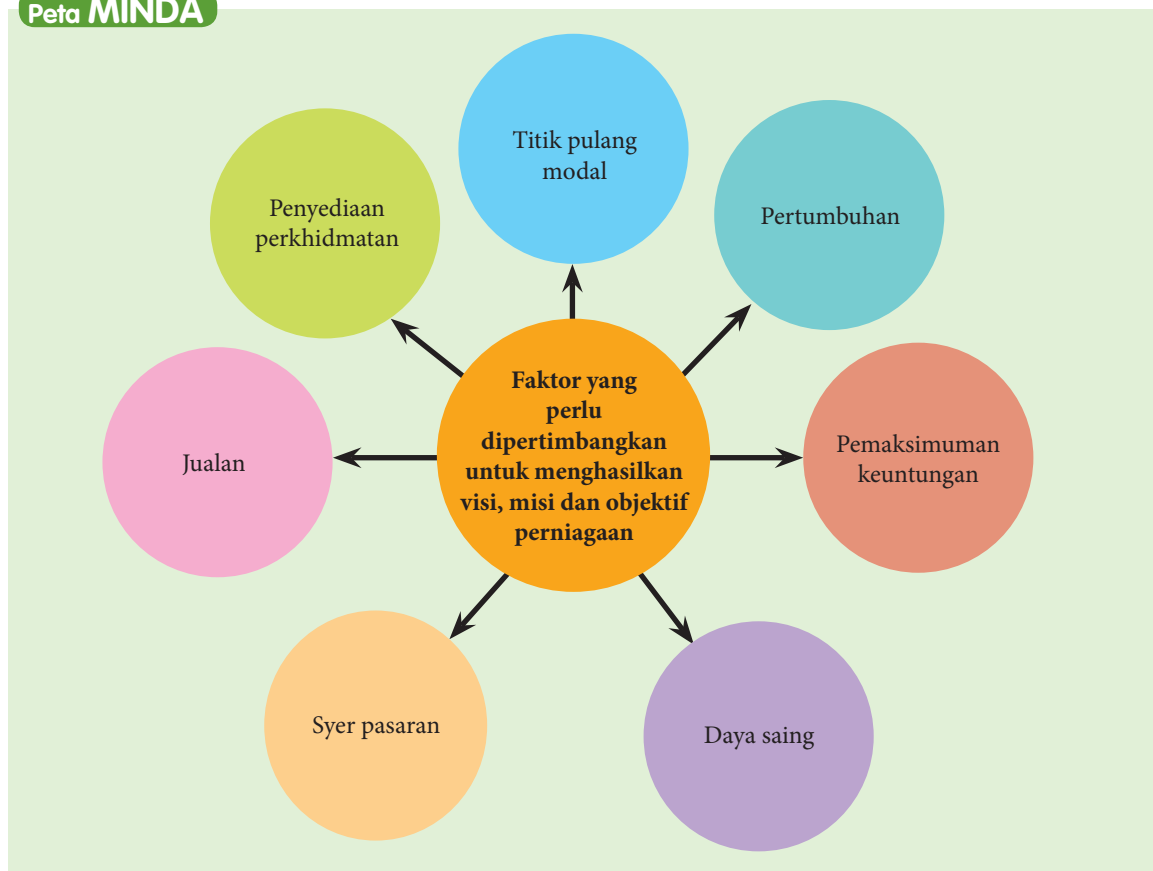 Peta MINDA
Titik pulang
modal
Penyediaan
perkhidmatan
Pertumbuhan
Faktor yang
perlu
dipertimbangkan
untuk menghasilkan
visi, misi dan objektif
perniagaan
Jualan
Pemaksimuman
keuntungan
Syer pasaran
Daya saing